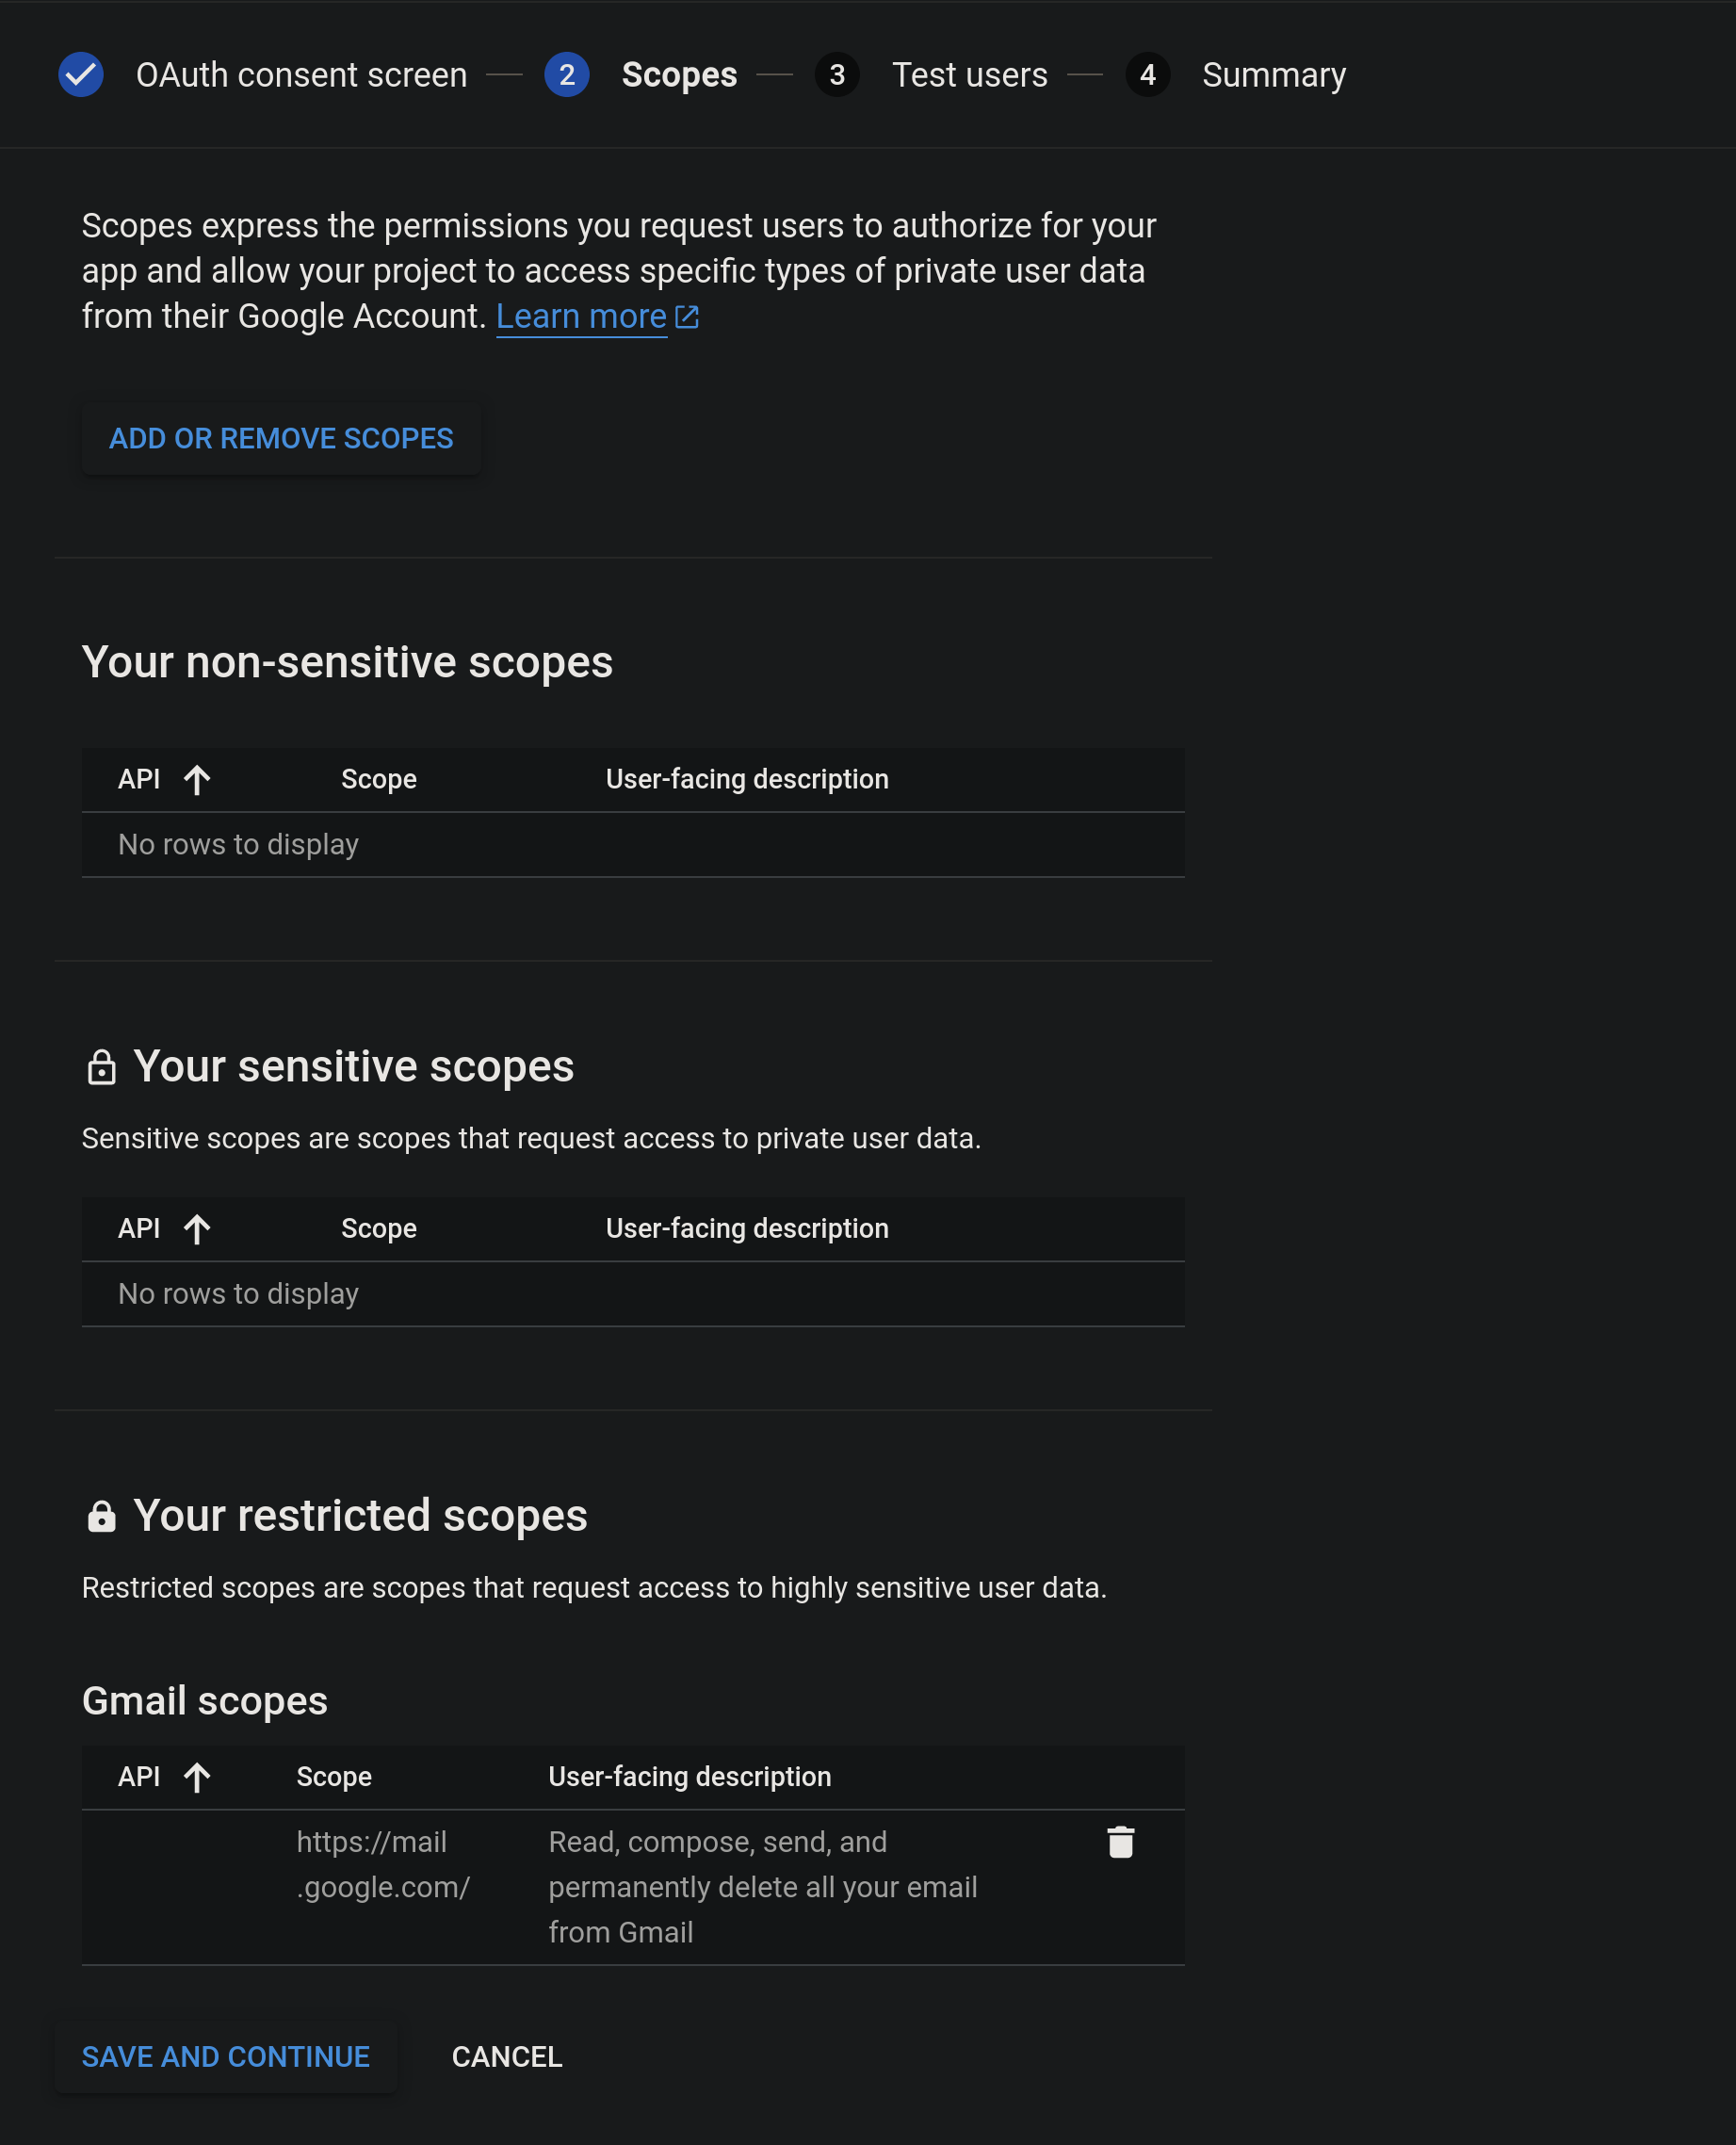 OAuth consent screen — 2 Scopes — 3 Test users — 4 Summary
Scopes express the permissions you request users to authorize for your
app and allow your project to access specific types of private user data
from their Google Account. Learn more
ADD OR REMOVE SCOPES
Your non-sensitive scopes
API Scope User-facing description
No rows to display
Your sensitive scopes
Sensitive scopes are scopes that request access to private user data.
API Scope User-facing description
No rows to display
Your restricted scopes
Restricted scopes are scopes that request access to highly sensitive user data.
Gmail scopes
API Scope User-facing description
https://mail Read, compose, send, and
.google.com/ permanently delete all your email
from Gmail
SAVE AND CONTINUE CANCEL